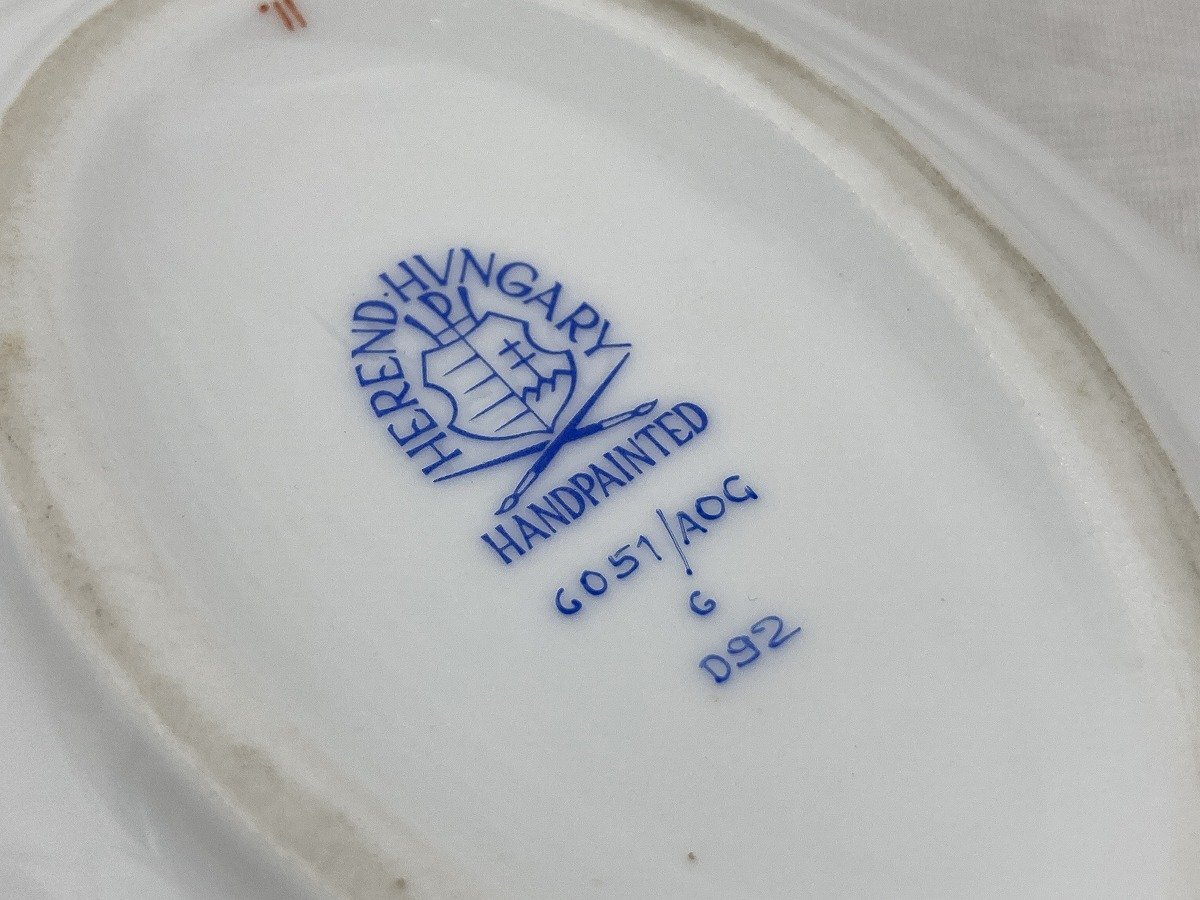 HEREND·HVNGARY
HANDPAINTED
6051/AOG
G
D92